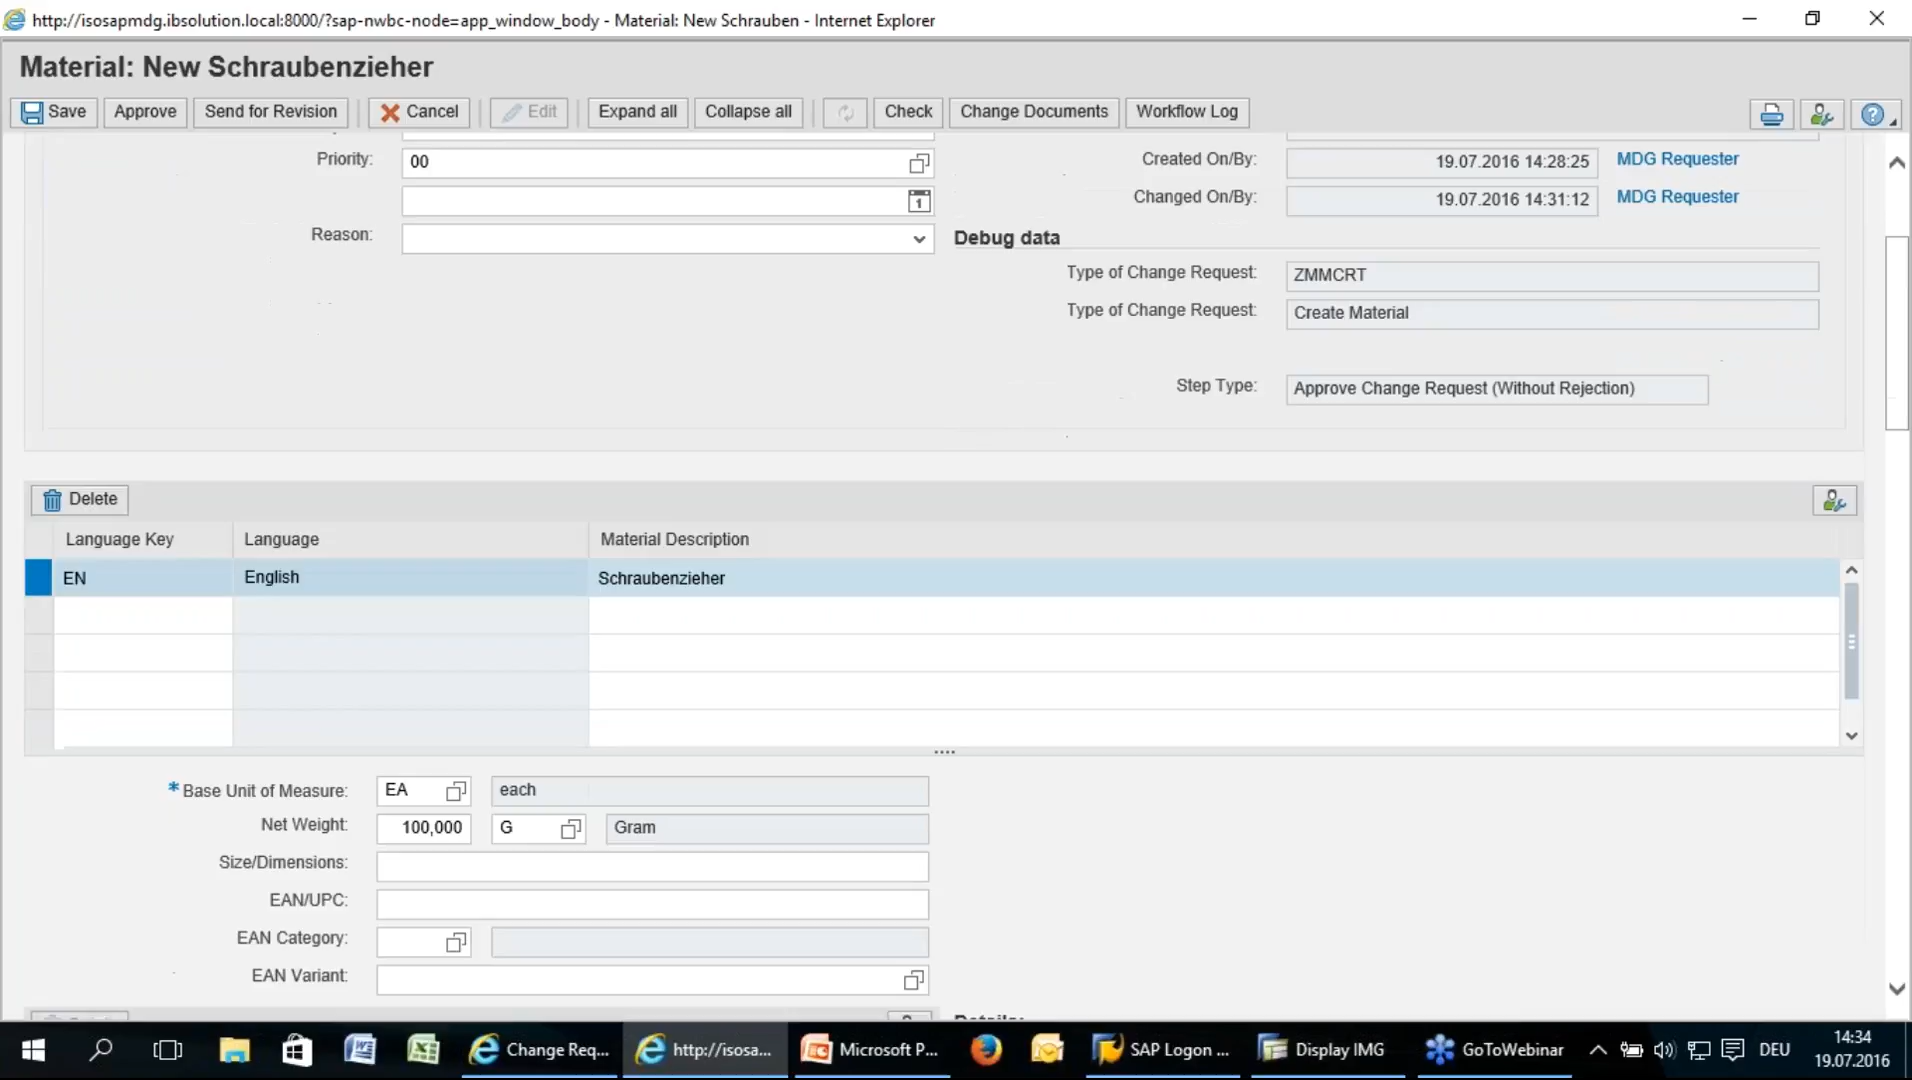 http://isosapmdg.ibsolution.local:8000/?sap-nwbc-node=app_window_body - Material: New Schrauben - Internet Explorer
Material: New Schraubenzieher
Save Approve Send for Revision Cancel Edit Expand all Collapse all Check Change Documents Workflow Log
Priority: 00
Created On/By: 19.07.2016 14:28:25 MDG Requester
1
Changed On/By: 19.07.2016 14:31:12 MDG Requester
Reason:
Debug data
Type of Change Request: ZMMCRT
Type of Change Request: Create Material
Step Type: Approve Change Request (Without Rejection)
Delete
Language Key Language Material Description
EN English Schraubenzieher
* Base Unit of Measure: EA each
Net Weight: 100,000 G Gram
Size/Dimensions:
EAN/UPC:
EAN Category:
EAN Variant:
Change Req... http://isosa... Microsoft P... SAP Logon ... Display IMG GoToWebinar DEU 14:34
19.07.2016